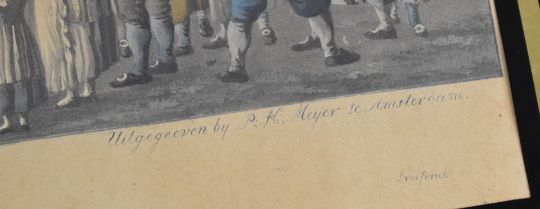 Uitgegeeven by P. H. Meyer te Amsterdam.